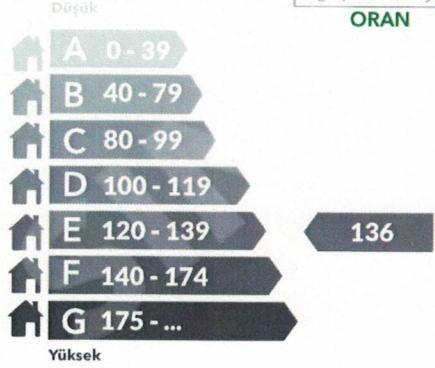 Düşük
ORAN
A 0 - 39
B 40 - 79
C 80 - 99
D 100 - 119
E 120 - 139
136
F 140 - 174
G 175 - ...
Yüksek